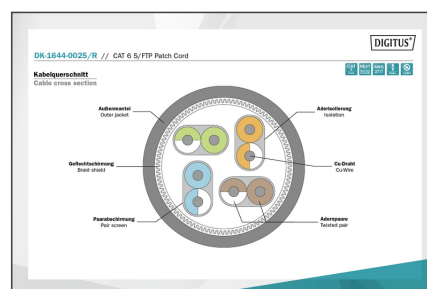 DIGITUS®
DK-1644-0025/R // CAT 6 S/FTP Patch Cord
Kabelquerschnitt
Cable cross section
Außenmantel
Outer jacket
Aderisolierung
Isolation
Geflechtschirmung
Braid shield
Cu-Draht
Cu-Wire
Paarabschirmung
Pair screen
Adernpaare
Twisted pair